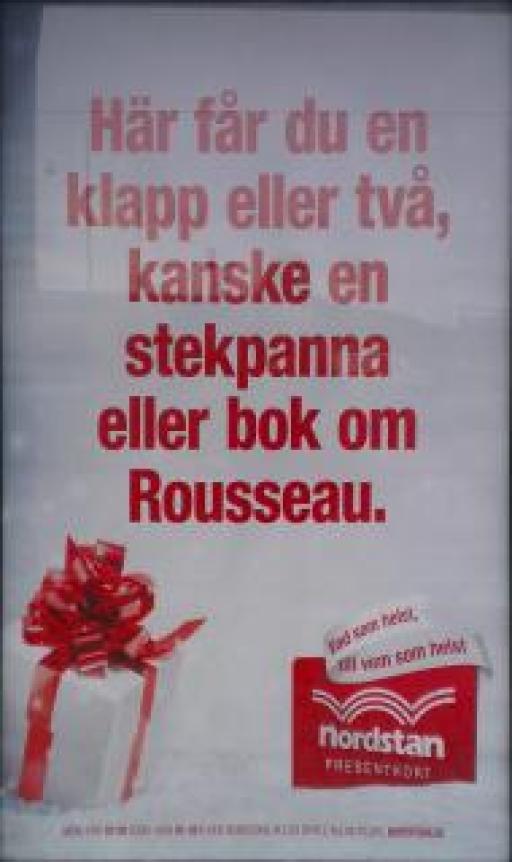 Här får du en
klapp eller två,
kanske en
stekpanna
eller bok om
Rousseau.
Vad som helst,
till vem som helst
nordstan
PRESENTKORT